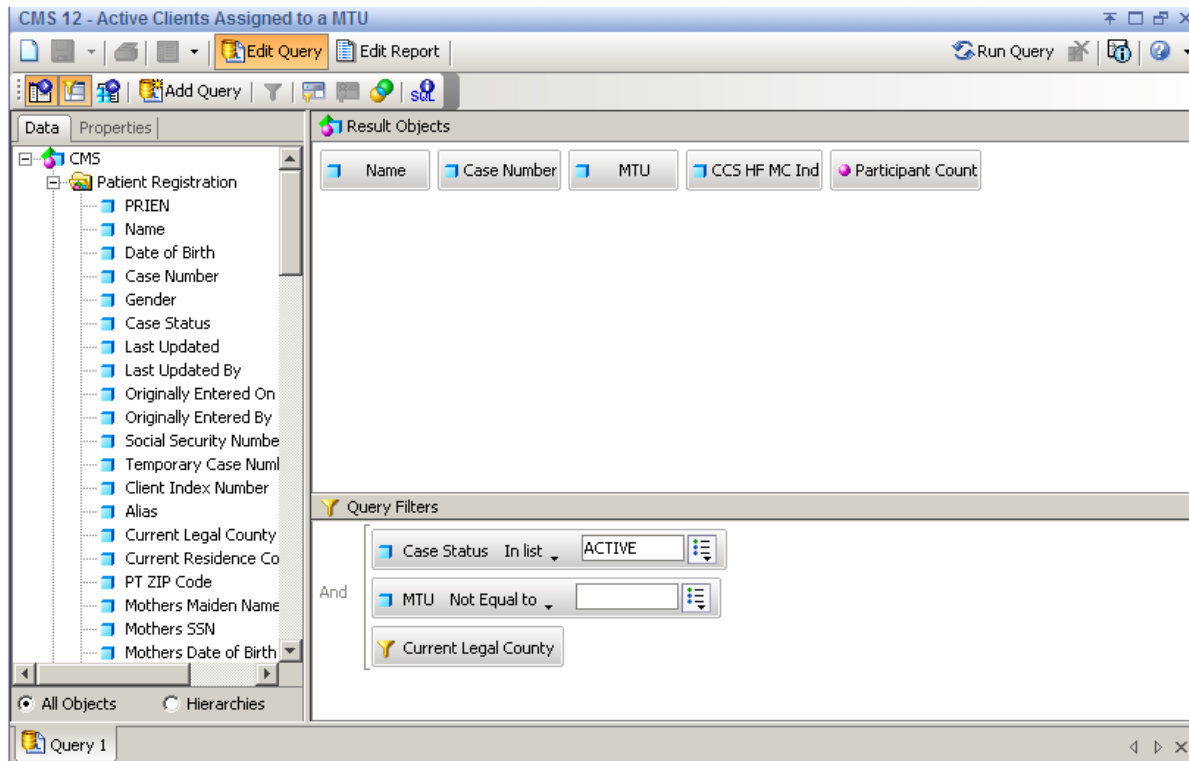 CMS 12 - Active Clients Assigned to a MTU
Edit Query Edit Report Run Query
Add Query SQL
Data Properties
CMS
Patient Registration
PRIEN
Name
Date of Birth
Case Number
Gender
Case Status
Last Updated
Last Updated By
Originally Entered On
Originally Entered By
Social Security Numbe
Temporary Case Num
Client Index Number
Alias
Current Legal County
Current Residence Co
PT ZIP Code
Mothers Maiden Name
Mothers SSN
Mothers Date of Birth
All Objects Hierarchies
Result Objects
Name Case Number MTU CCS HF MC Ind Participant Count
Query Filters
And
Case Status In list ACTIVE
MTU Not Equal to
Current Legal County
Query 1